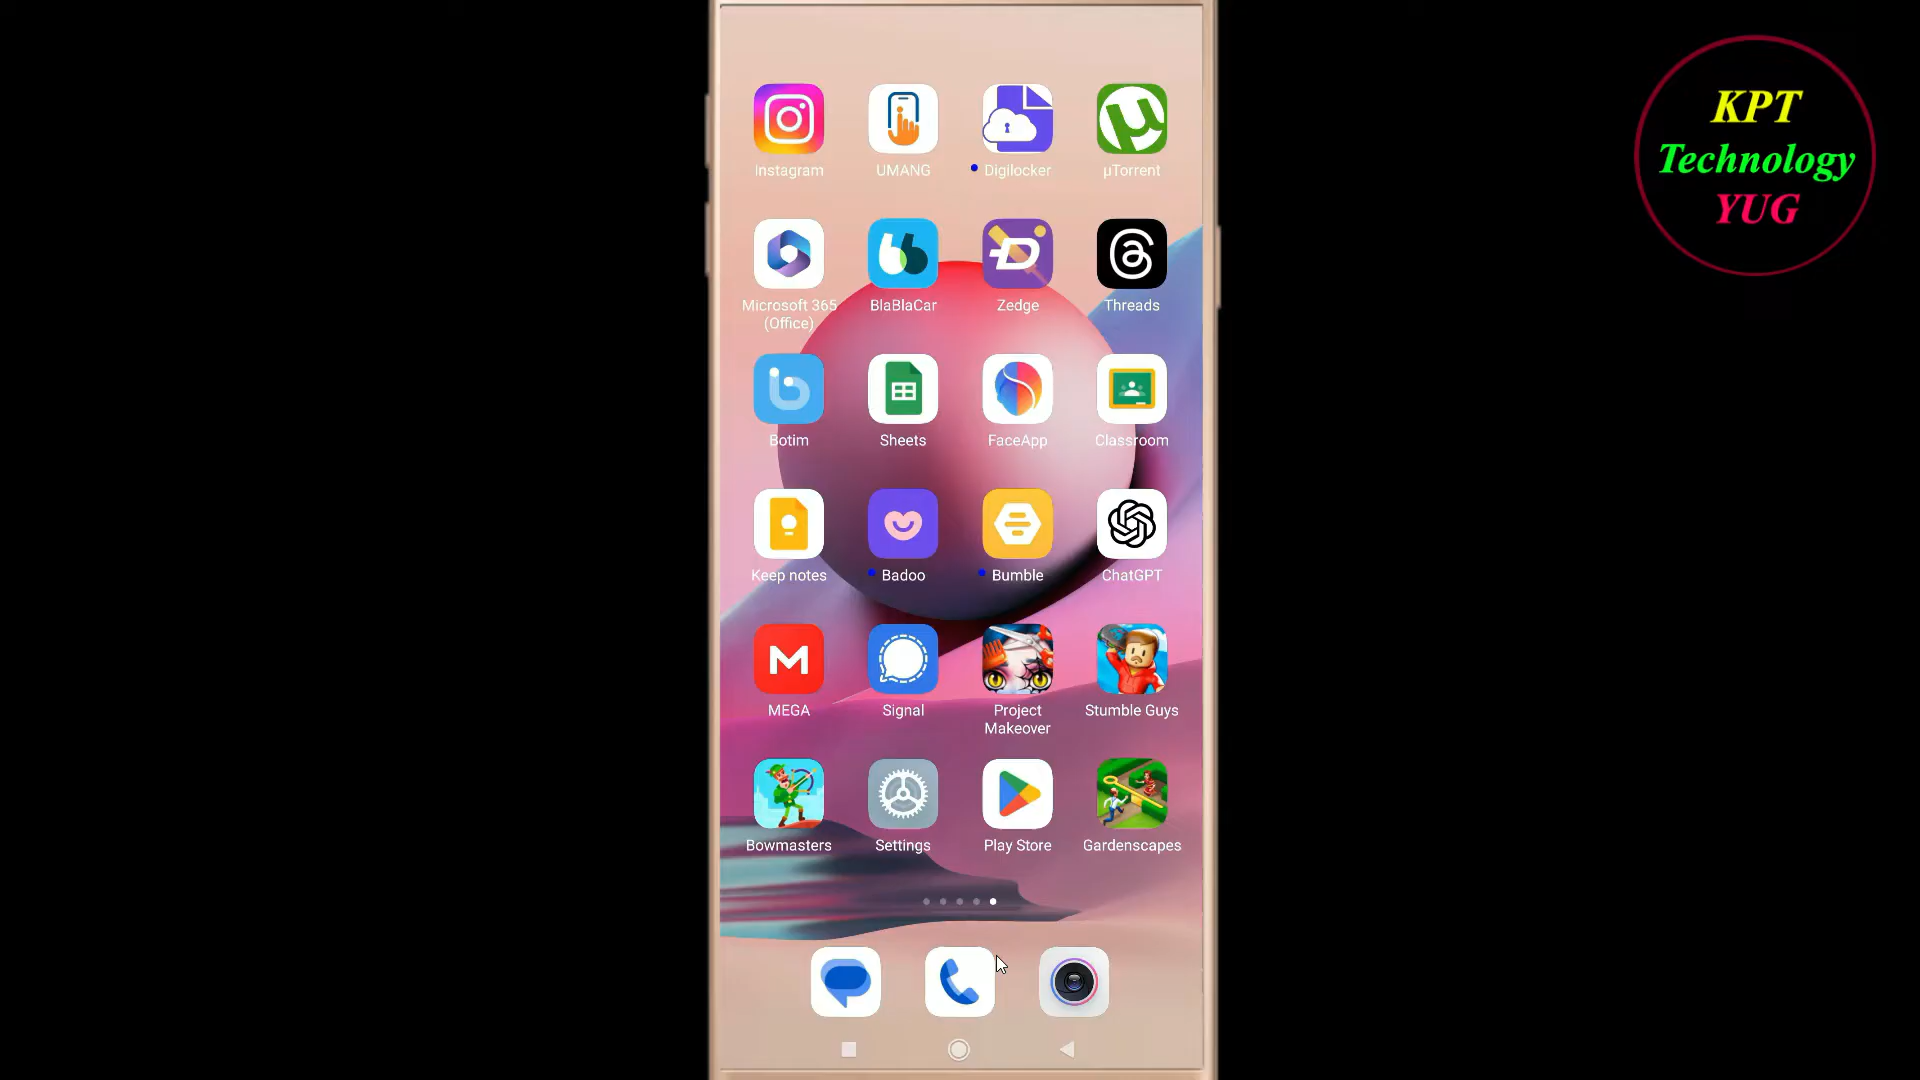 KPT
Technology
YUG
Instagram
UMANG
Digilocker
µTorrent
Microsoft 365
(Office)
BlaBlaCar
Zedge
Threads
Botim
Sheets
FaceApp
Classroom
Keep notes
Badoo
Bumble
ChatGPT
MEGA
Signal
Project
Makeover
Stumble Guys
Bowmasters
Settings
Play Store
Gardenscapes